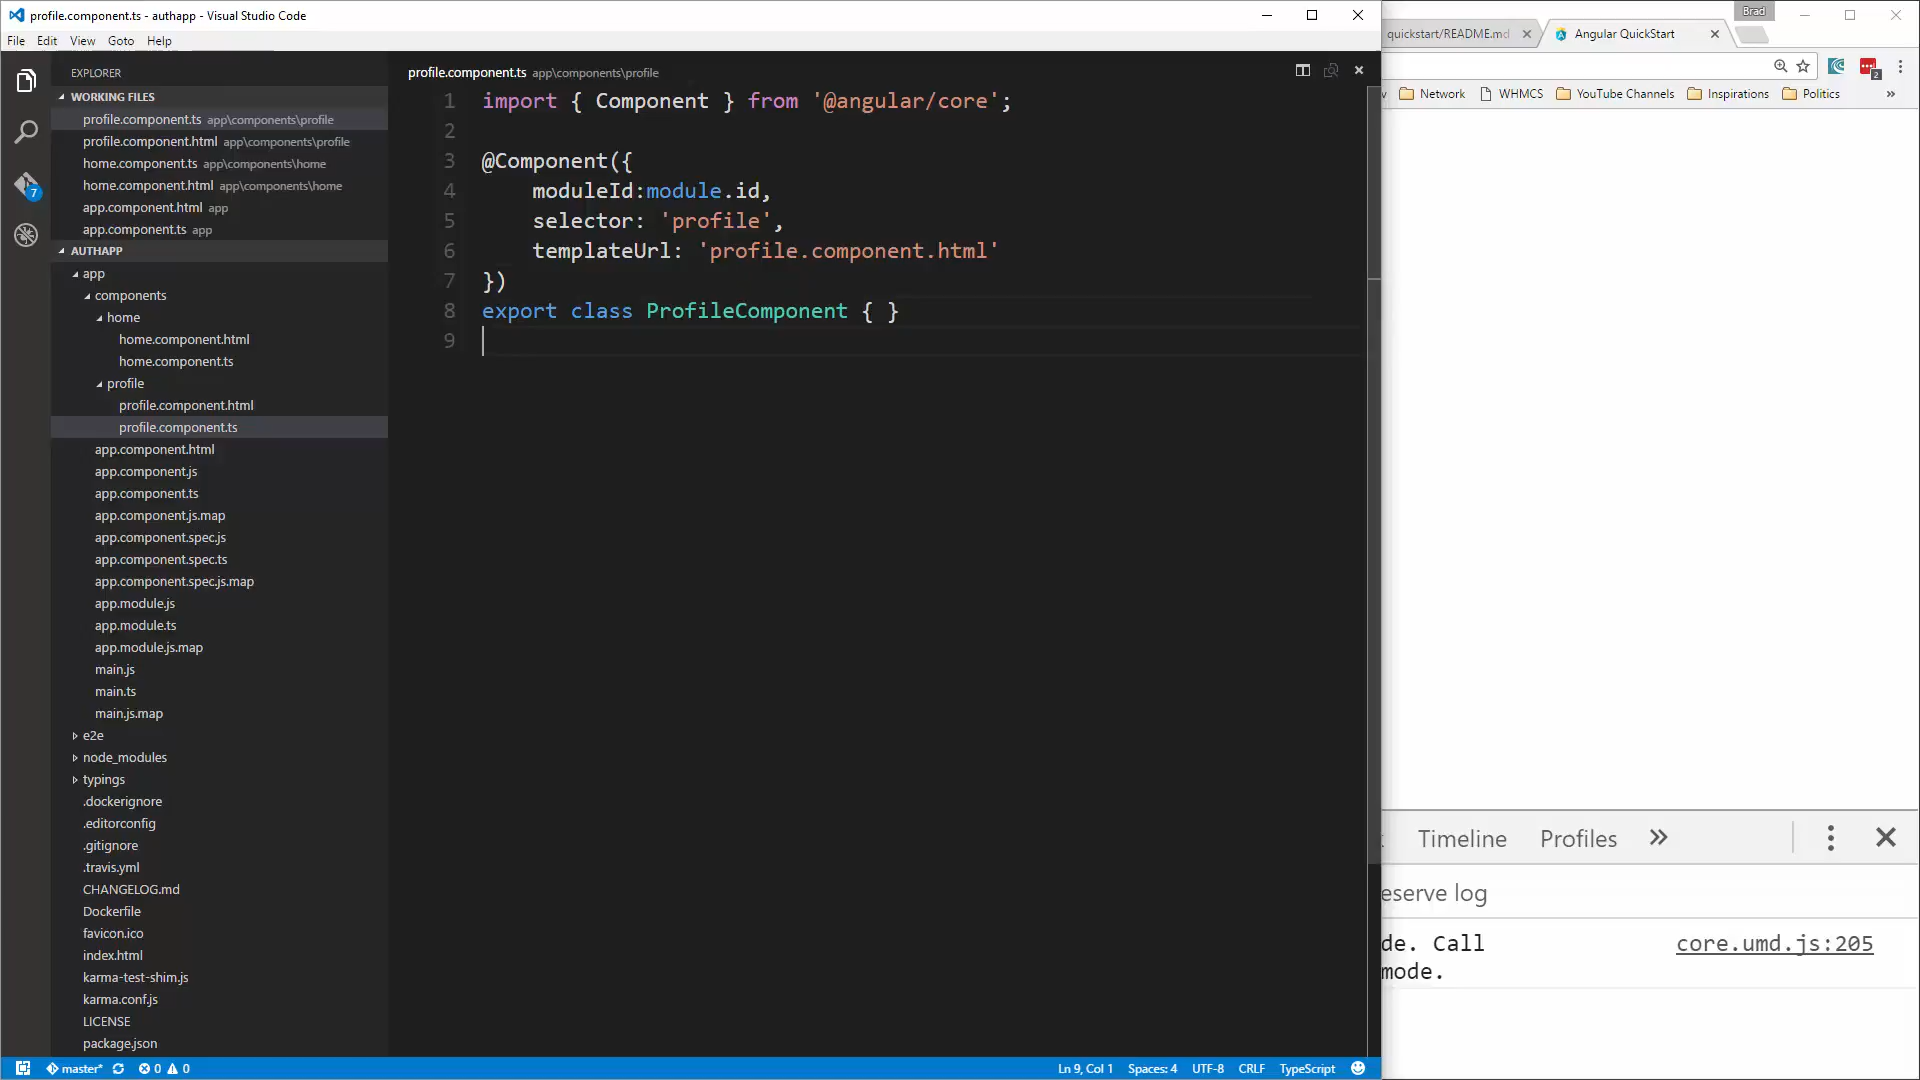 profile.component.ts - authapp - Visual Studio Code
File Edit View Goto Help
EXPLORER
WORKING FILES
profile.component.ts app\components\profile
profile.component.html app\components\profile
home.component.ts app\components\home
home.component.html app\components\home
app.component.html app
app.component.ts app
AUTHAPP
app
components
home
home.component.html
home.component.ts
profile
profile.component.html
profile.component.ts
app.component.html
app.component.js
app.component.ts
app.component.js.map
app.component.spec.js
app.component.spec.ts
app.component.spec.js.map
app.module.js
app.module.ts
app.module.js.map
main.js
main.ts
main.js.map
e2e
node_modules
typings
.dockerignore
.editorconfig
.gitignore
.travis.yml
CHANGELOG.md
Dockerfile
favicon.ico
index.html
karma-test-shim.js
karma.conf.js
LICENSE
package.json
7
profile.component.ts app\components\profile
1 import { Component } from '@angular/core';
2
3 @Component({
4 moduleId:module.id,
5 selector: 'profile',
6 templateUrl: 'profile.component.html'
7 })
8 export class ProfileComponent { }
9
master* 0 0
Ln 9, Col 1 Spaces: 4 UTF-8 CRLF TypeScript
Brad
quickstart/README.md Angular QuickStart
2
Network WHMCS YouTube Channels Inspirations Politics »
Timeline Profiles »
eserve log
de. Call core.umd.js:205
mode.